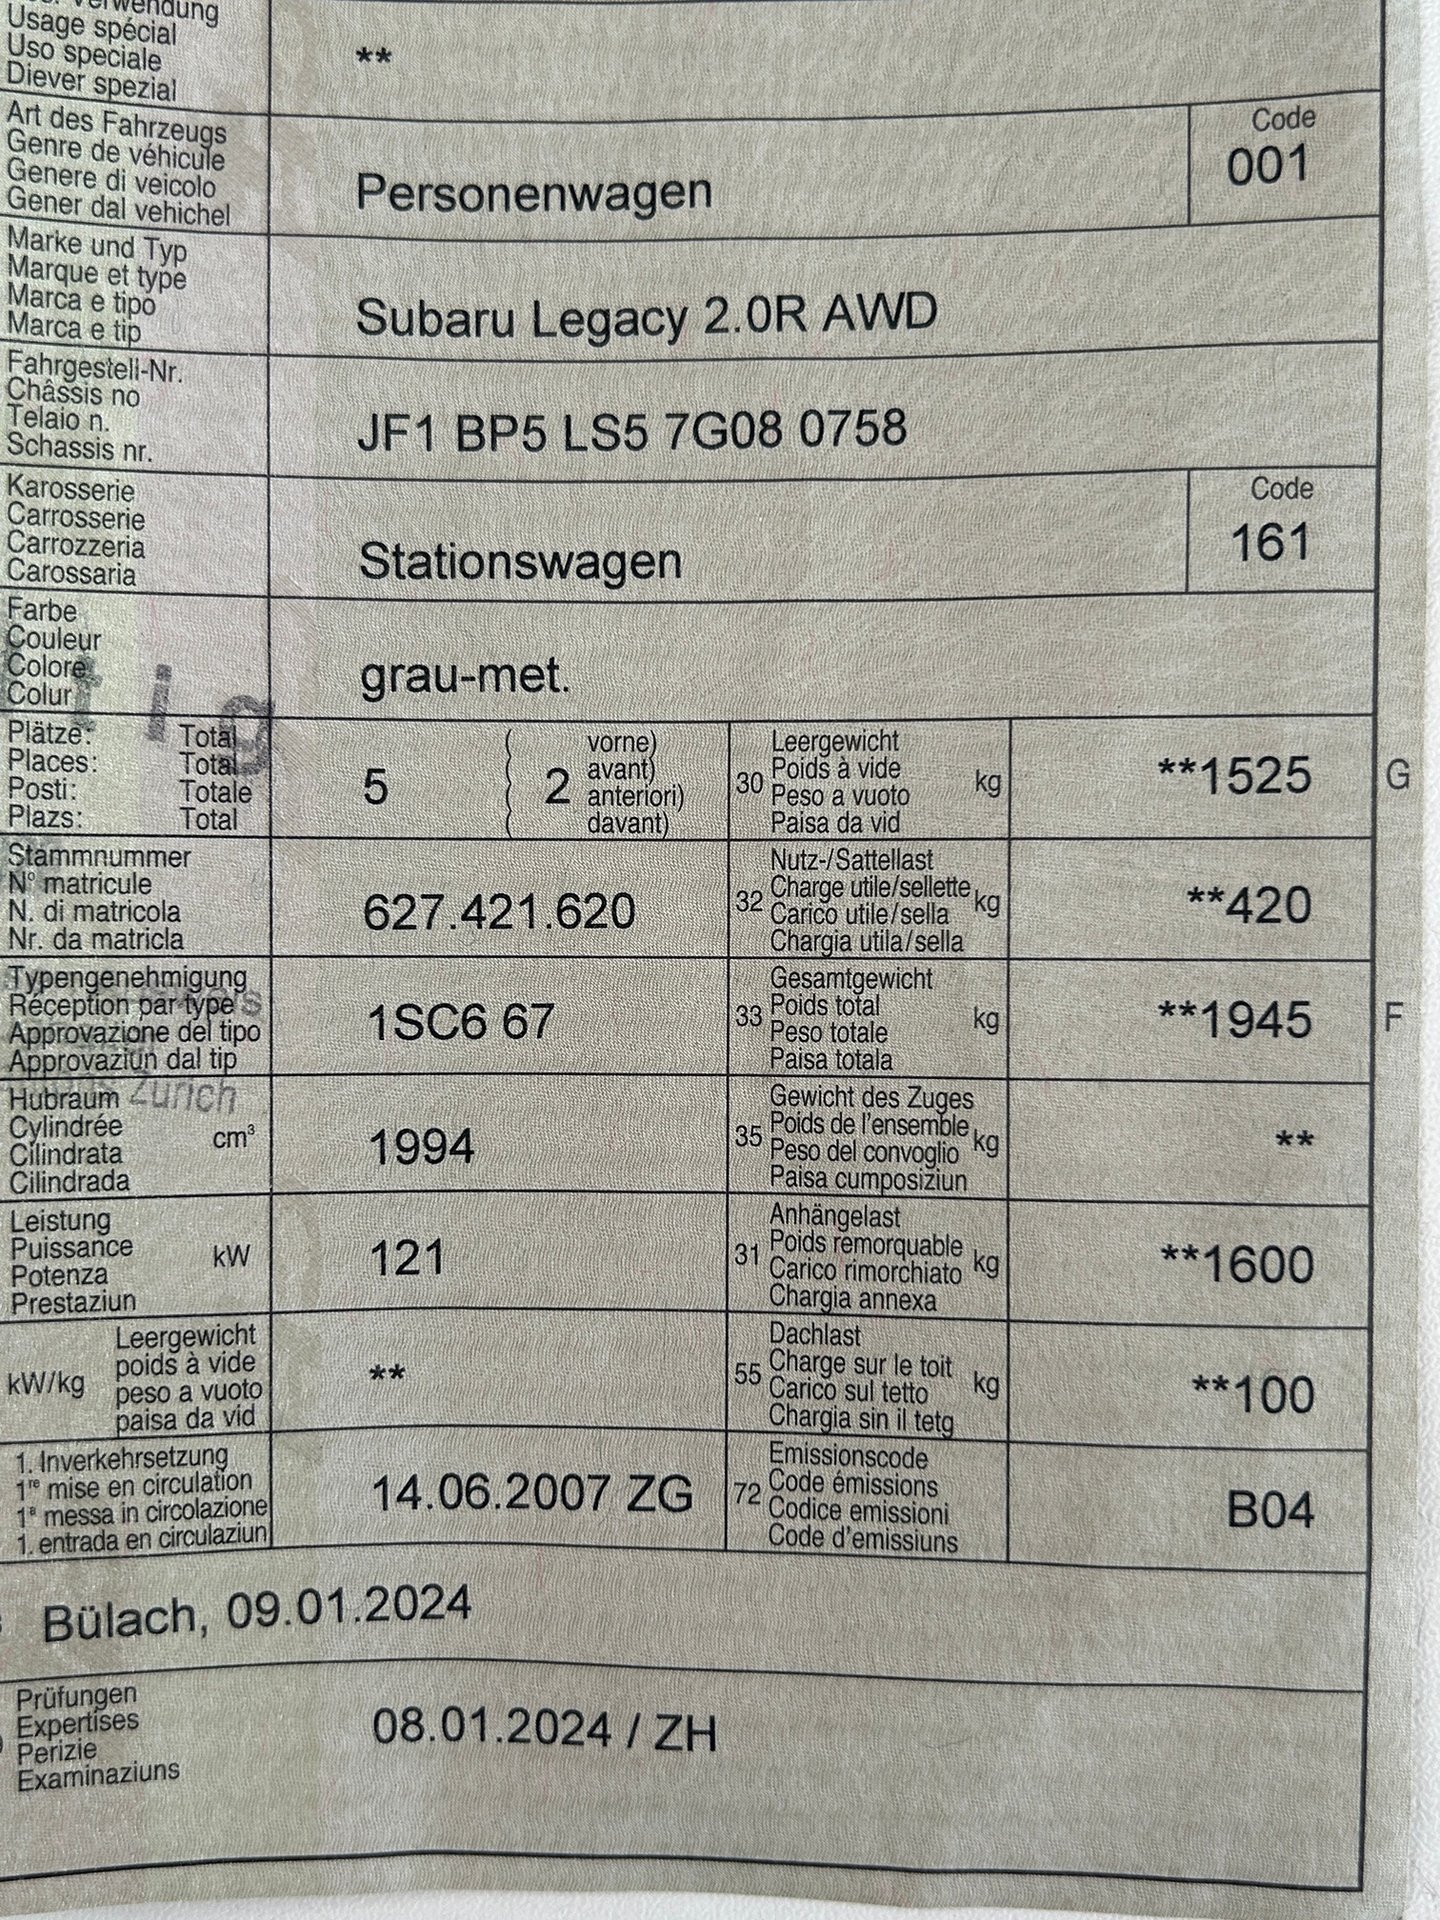 Verwendung
Usage spécial
Uso speciale
Diever spezial
**
Art des Fahrzeugs
Genre de véhicule
Genere di veicolo
Gener dal vehichel
Personenwagen
Code
001
Marke und Typ
Marque et type
Marca e tipo
Marca e tip
Subaru Legacy 2.0R AWD
Fahrgestell-Nr.
Châssis no
Telaio n.
Schassis nr.
JF1 BP5 LS5 7G08 0758
Karosserie
Carrosserie
Carrozzeria
Carossaria
Stationswagen
Code
161
Farbe
Couleur
Colore
Colur
grau-met.
t i g
Plätze: Total
Places: Total
Posti: Totale
Plazs: Total
5
( vorne)
( 2 avant)
( anteriori)
( davant)
30 Leergewicht
Poids à vide
Peso a vuoto
Paisa da vid
kg
**1525
G
Stammnummer
N° matricule
N. di matricola
Nr. da matricla
627.421.620
32 Nutz-/Sattellast
Charge utile/sellette
Carico utile/sella
Chargia utila/sella
kg
**420
Typengenehmigung
Réception par type
Approvazione del tipo
Approvaziun dal tip
1SC6 67
33 Gesamtgewicht
Poids total
Peso totale
Paisa totala
kg
**1945
F
Zürich
Hubraum
Cylindrée
Cilindrata
Cilindrada
cm³
1994
35 Gewicht des Zuges
Poids de l'ensemble
Peso del convoglio
Paisa cumposiziun
kg
**
Leistung
Puissance
Potenza
Prestaziun
kW
121
31 Anhängelast
Poids remorquable
Carico rimorchiato
Chargia annexa
kg
**1600
kW/kg
Leergewicht
poids à vide
peso a vuoto
paisa da vid
**
55 Dachlast
Charge sur le toit
Carico sul tetto
Chargia sin il tetg
kg
**100
1. Inverkehrsetzung
1re mise en circulation
1a messa in circolazione
1. entrada en circulaziun
14.06.2007 ZG
72 Emissionscode
Code émissions
Codice emissioni
Code d'emissiuns
B04
Bülach, 09.01.2024
Prüfungen
Expertises
Perizie
Examinaziuns
08.01.2024 / ZH